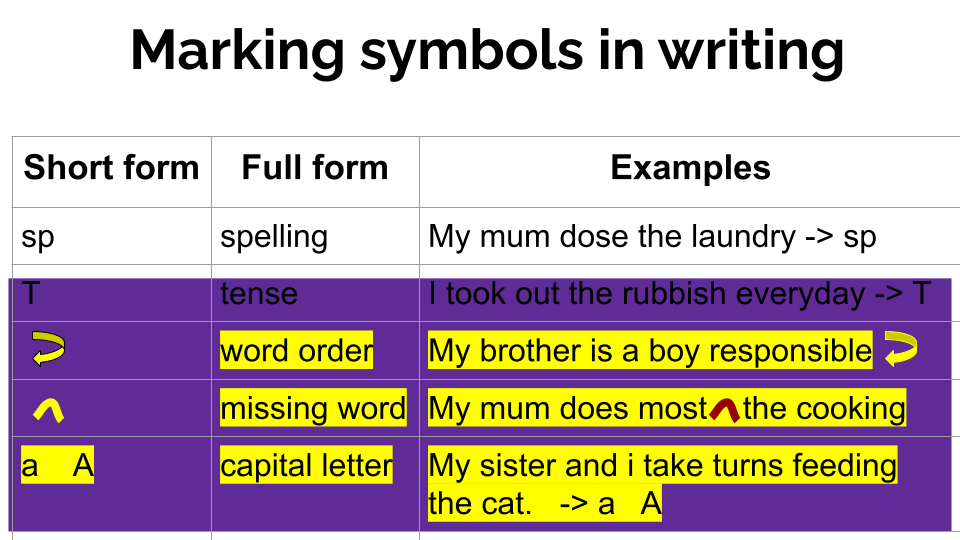 Marking symbols in writing
Short form Full form Examples
sp spelling My mum dose the laundry -> sp
T tense I took out the rubbish everyday -> T
word order My brother is a boy responsible
missing word My mum does most the cooking
a A capital letter My sister and i take turns feeding
the cat. -> a A